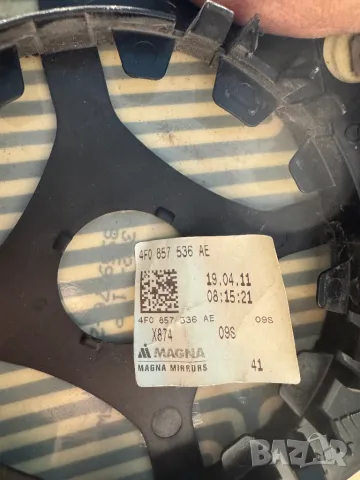 4F0 857 536 AE
19.04.11
08:15:21
4F0 857 536 AE 09S
X874 09S
MAGNA
MAGNA MIRRORS 41
BAZAR